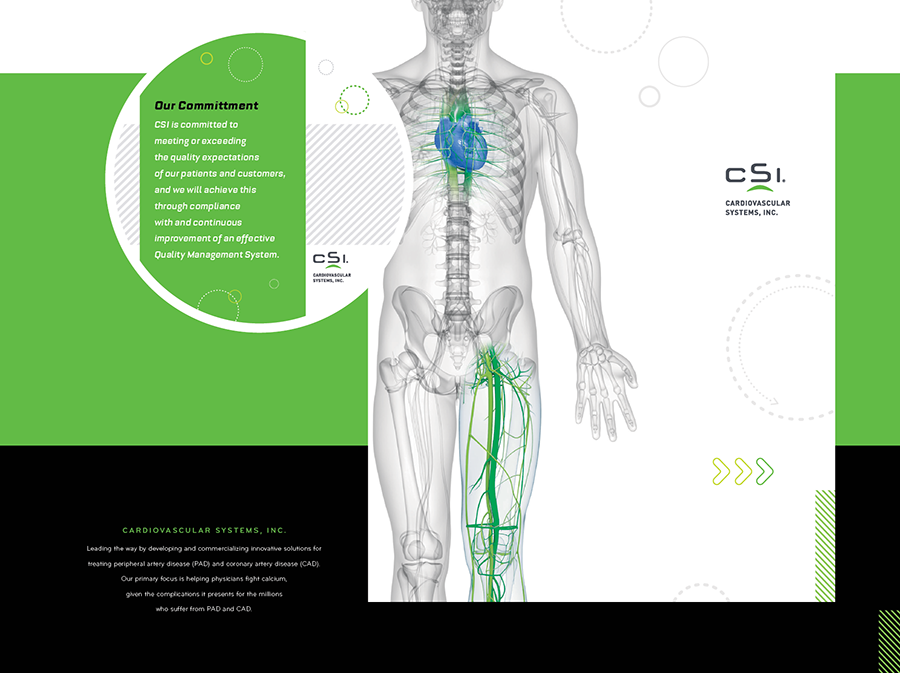 Our Committment
CSI is committed to
meeting or exceeding
the quality expectations
of our patients and customers,
and we will achieve this
through compliance
with and continuous
improvement of an effective
Quality Management System.
CSI.
CARDIOVASCULAR
SYSTEMS, INC.
CSI.
CARDIOVASCULAR
SYSTEMS, INC.
CARDIOVASCULAR SYSTEMS, INC.
Leading the way by developing and commercializing innovative solutions for
treating peripheral artery disease (PAD) and coronary artery disease (CAD).
Our primary focus is helping physicians fight calcium,
given the complications it presents for the millions
who suffer from PAD and CAD.